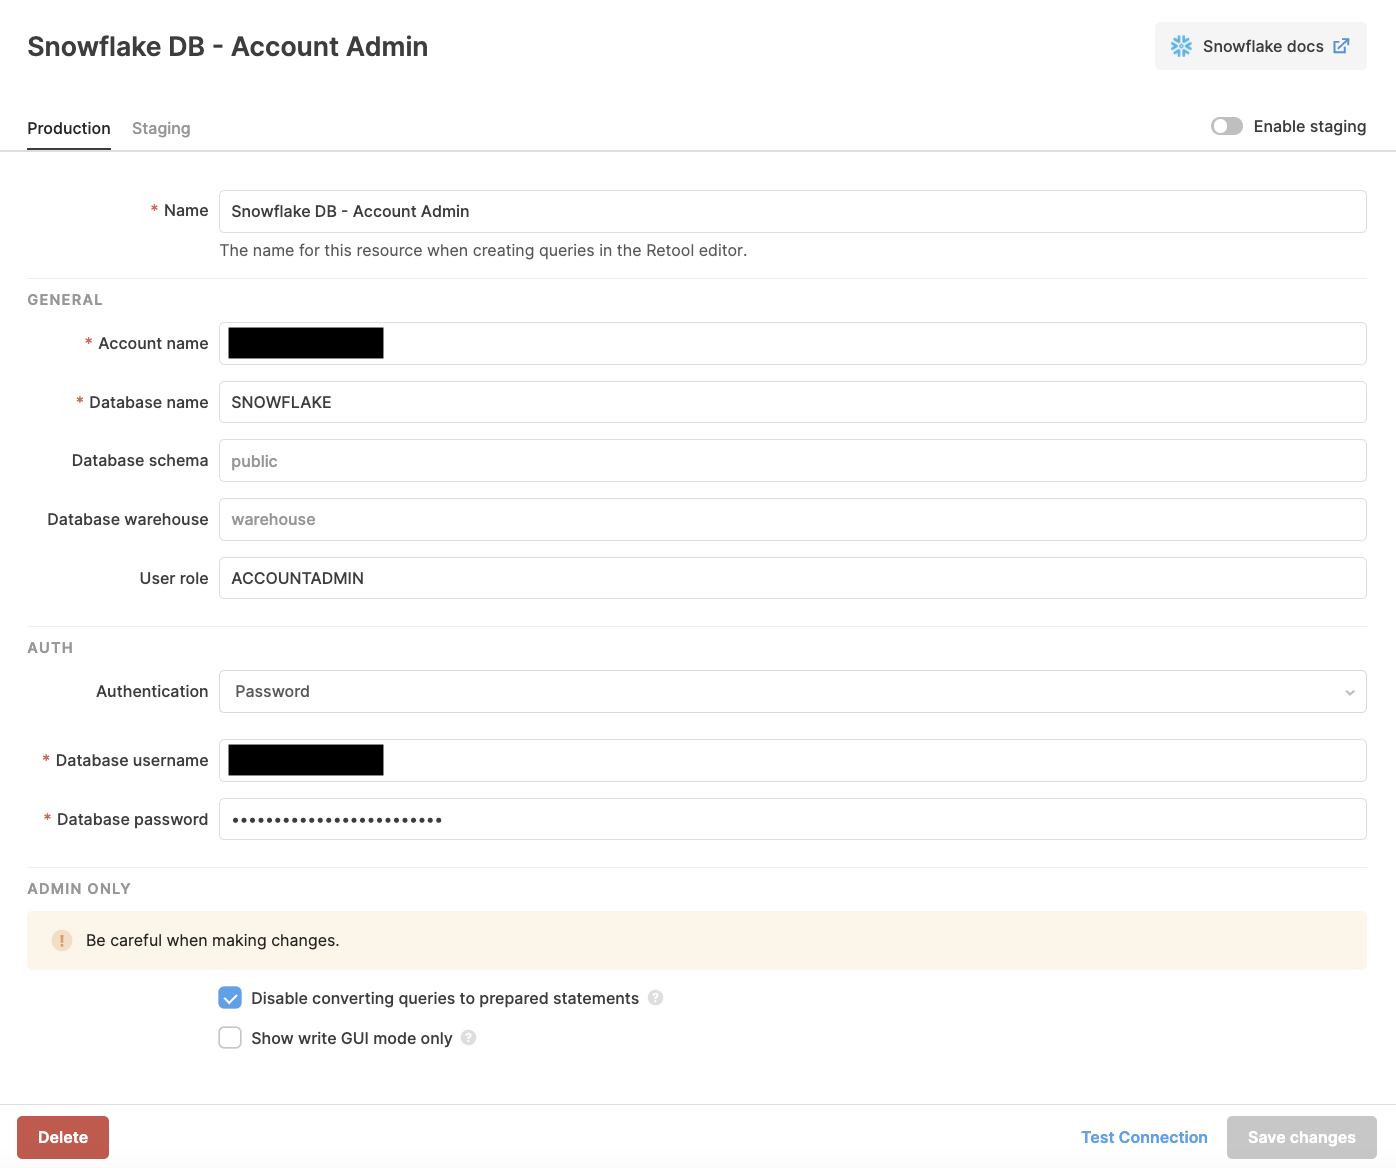 Snowflake DB - Account Admin
Snowflake docs
Production
Staging
Enable staging
* Name
Snowflake DB - Account Admin
The name for this resource when creating queries in the Retool editor.
GENERAL
* Account name
* Database name
SNOWFLAKE
Database schema
public
Database warehouse
warehouse
User role
ACCOUNTADMIN
AUTH
Authentication
Password
* Database username
* Database password
•••••••••••••••••••••••••
ADMIN ONLY
! Be careful when making changes.
Disable converting queries to prepared statements ?
Show write GUI mode only ?
Delete
Test Connection
Save changes